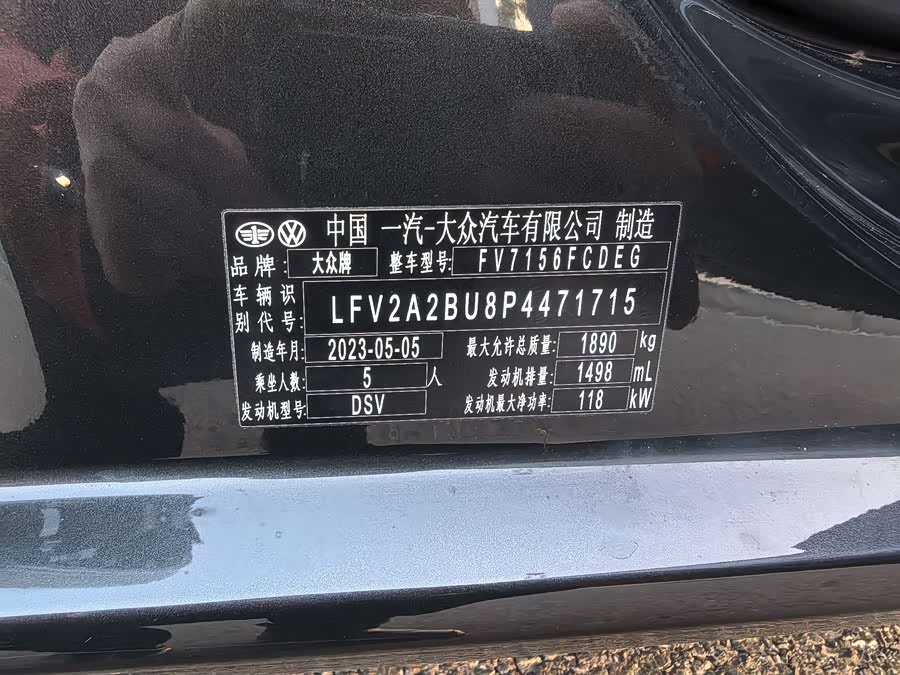 中国 一汽-大众汽车有限公司 制造
品牌: 大众牌 整车型号: FV7156FCDEG
车辆识别代号: LFV2A2BU8P4471715
制造年月: 2023-05-05 最大允许总质量: 1890 kg
乘坐人数: 5 人 发动机排量: 1498 mL
发动机型号: DSV 发动机最大净功率: 118 kW